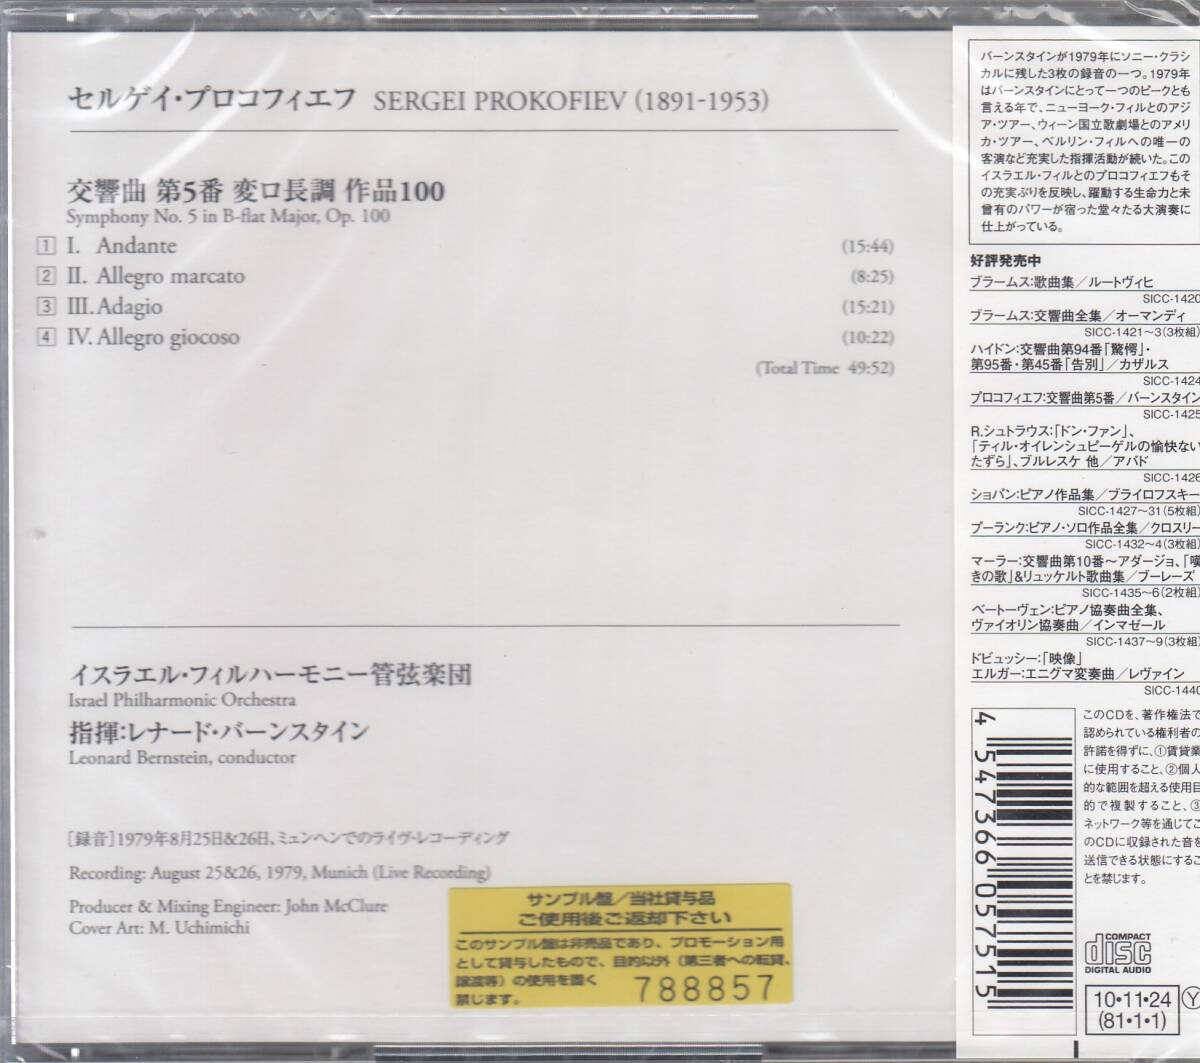 セルゲイ・プロコフィエフ SERGEI PROKOFIEV (1891-1953)
交響曲 第5番 変ロ長調 作品100
Symphony No. 5 in B-flat Major, Op. 100
1 I. Andante (15:44)
2 II. Allegro marcato (8:25)
3 III. Adagio (15:21)
4 IV. Allegro giocoso (10:22)
(Total Time 49:52)
イスラエル・フィルハーモニー管弦楽団
Israel Philharmonic Orchestra
指揮:レナード・バーンスタイン
Leonard Bernstein, conductor
[録音]1979年8月25日&26日、ミュンヘンでのライヴ・レコーディング
Recording: August 25&26, 1979, Munich (Live Recording)
Producer & Mixing Engineer: John McClure
Cover Art: M. Uchimichi
サンプル盤/当社貸与品
ご使用後ご返却下さい
このサンプル盤は非売品であり、プロモーション用
として貸与したもので、目的以外(第三者への転貸、
譲渡等)の使用を固く
禁じます。
788857
バーンスタインが1979年にソニー・クラシ
カルに残した3枚の録音の一つ。1979年
はバーンスタインにとって一つのピークとも
言える年で、ニューヨーク・フィルとのアジ
ア・ツアー、ウィーン国立歌劇場とのアメリ
カ・ツアー、ベルリン・フィルへの唯一の
客演など充実した指揮活動が続いた。この
イスラエル・フィルとのプロコフィエフもそ
の充実ぶりを反映し、躍動する生命力と未
曾有のパワーが宿った堂々たる大演奏に
仕上がっている。
好評発売中
ブラームス:歌曲集/ルートヴィヒ
SICC-1420
ブラームス:交響曲全集/オーマンディ
SICC-1421~3(3枚組)
ハイドン:交響曲第94番「驚愕」・
第95番・第45番「告別」/カザルス
SICC-1424
プロコフィエフ:交響曲第5番/バーンスタイン
SICC-1425
R.シュトラウス:「ドン・ファン」、
「ティル・オイレンシュピーゲルの愉快ない
たずら」、ブルレスケ 他/アバド
SICC-1426
ショパン:ピアノ作品集/ブライロフスキー
SICC-1427~31(5枚組)
プーランク:ピアノ・ソロ作品全集/クロスリー
SICC-1432~4(3枚組)
マーラー:交響曲第10番~アダージョ、「嘆
きの歌」&リュッケルト歌曲集/ブーレーズ
SICC-1435~6(2枚組)
ベートーヴェン:ピアノ協奏曲全集、
ヴァイオリン協奏曲/インマゼール
SICC-1437~9(3枚組)
ドビュッシー:「映像」
エルガー:エニグマ変奏曲/レヴァイン
SICC-1440
4 547366 057515
このCDを、著作権法で
認められている権利者の
許諾を得ずに、①賃貸業
に使用すること、②個人
的な範囲を超える使用目
的で複製すること、③
ネットワーク等を通じてこ
のCDに収録された音を
送信できる状態にするこ
とを禁じます。
COMPACT
disc
DIGITAL AUDIO
10・11・24 Y
(81・1・1)